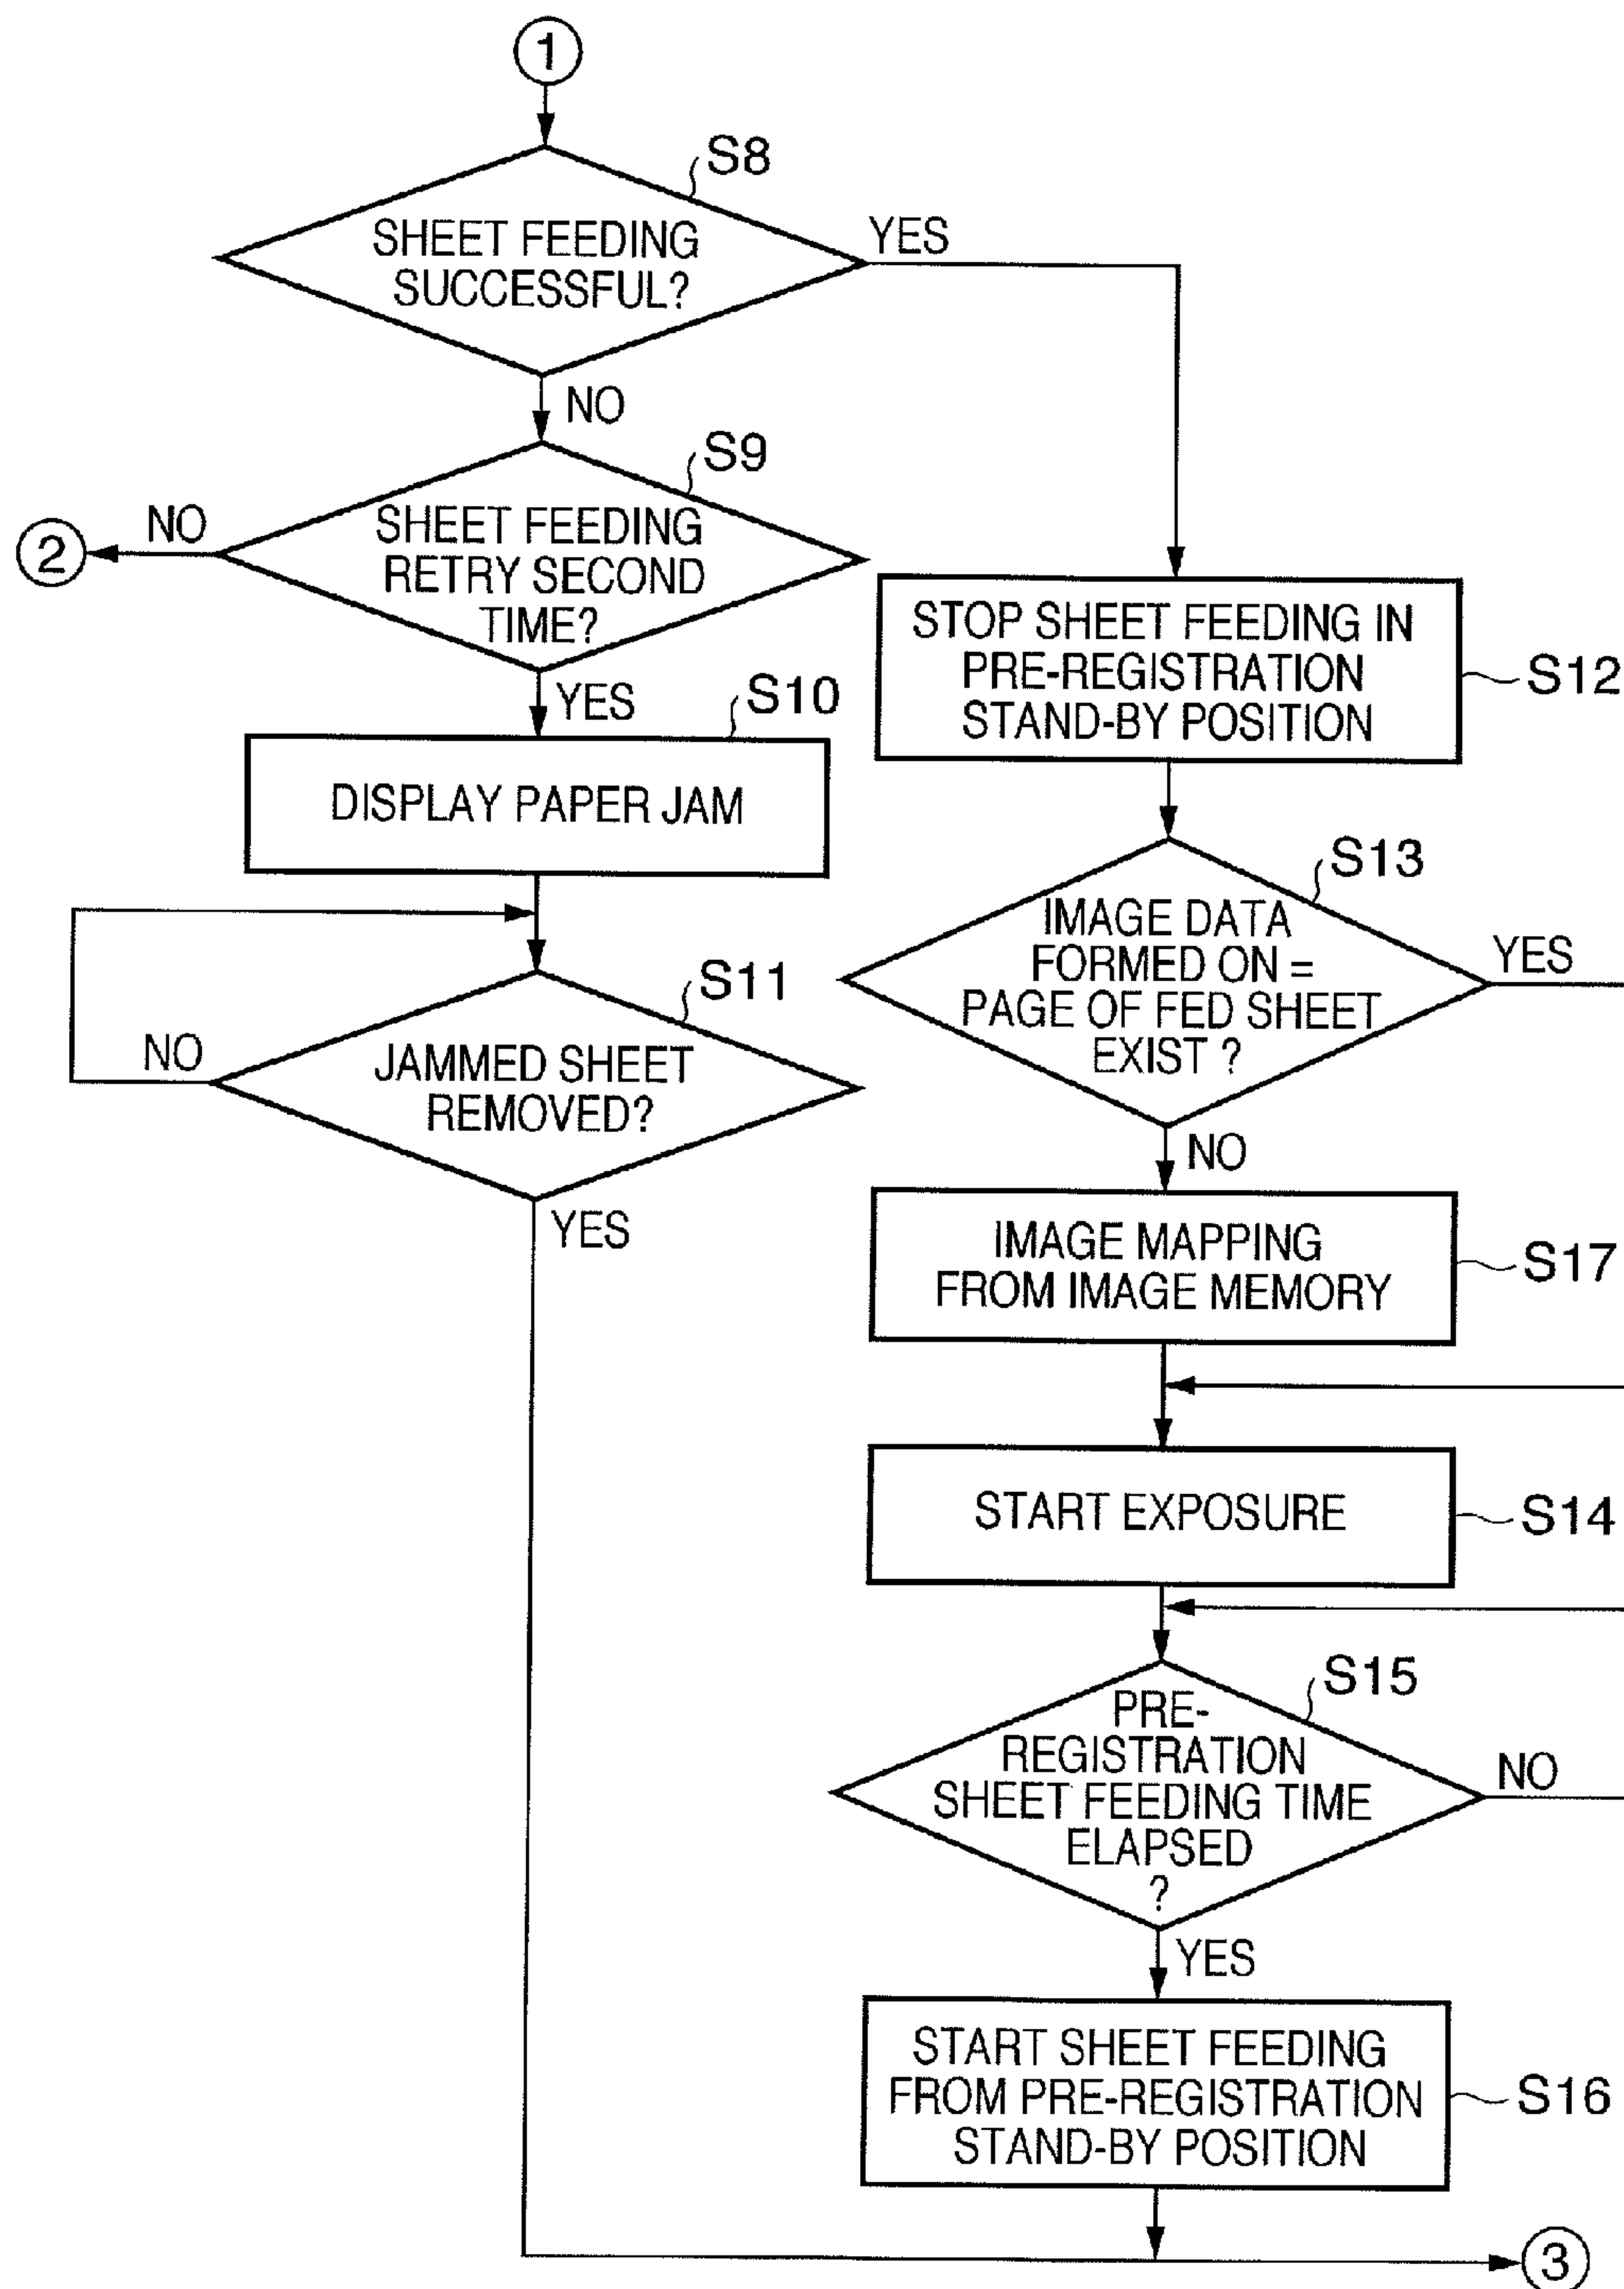 1
S8
SHEET FEEDING
SUCCESSFUL?
YES
NO
S9
SHEET FEEDING
RETRY SECOND
TIME?
NO
2
YES
S10
DISPLAY PAPER JAM
S11
JAMMED SHEET
REMOVED?
NO
YES
STOP SHEET FEEDING IN
PRE-REGISTRATION
STAND-BY POSITION
S12
S13
IMAGE DATA
FORMED ON =
PAGE OF FED SHEET
EXIST ?
YES
NO
IMAGE MAPPING
FROM IMAGE MEMORY
S17
START EXPOSURE
S14
S15
PRE-
REGISTRATION
SHEET FEEDING TIME
ELAPSED
?
NO
YES
START SHEET FEEDING
FROM PRE-REGISTRATION
STAND-BY POSITION
S16
3